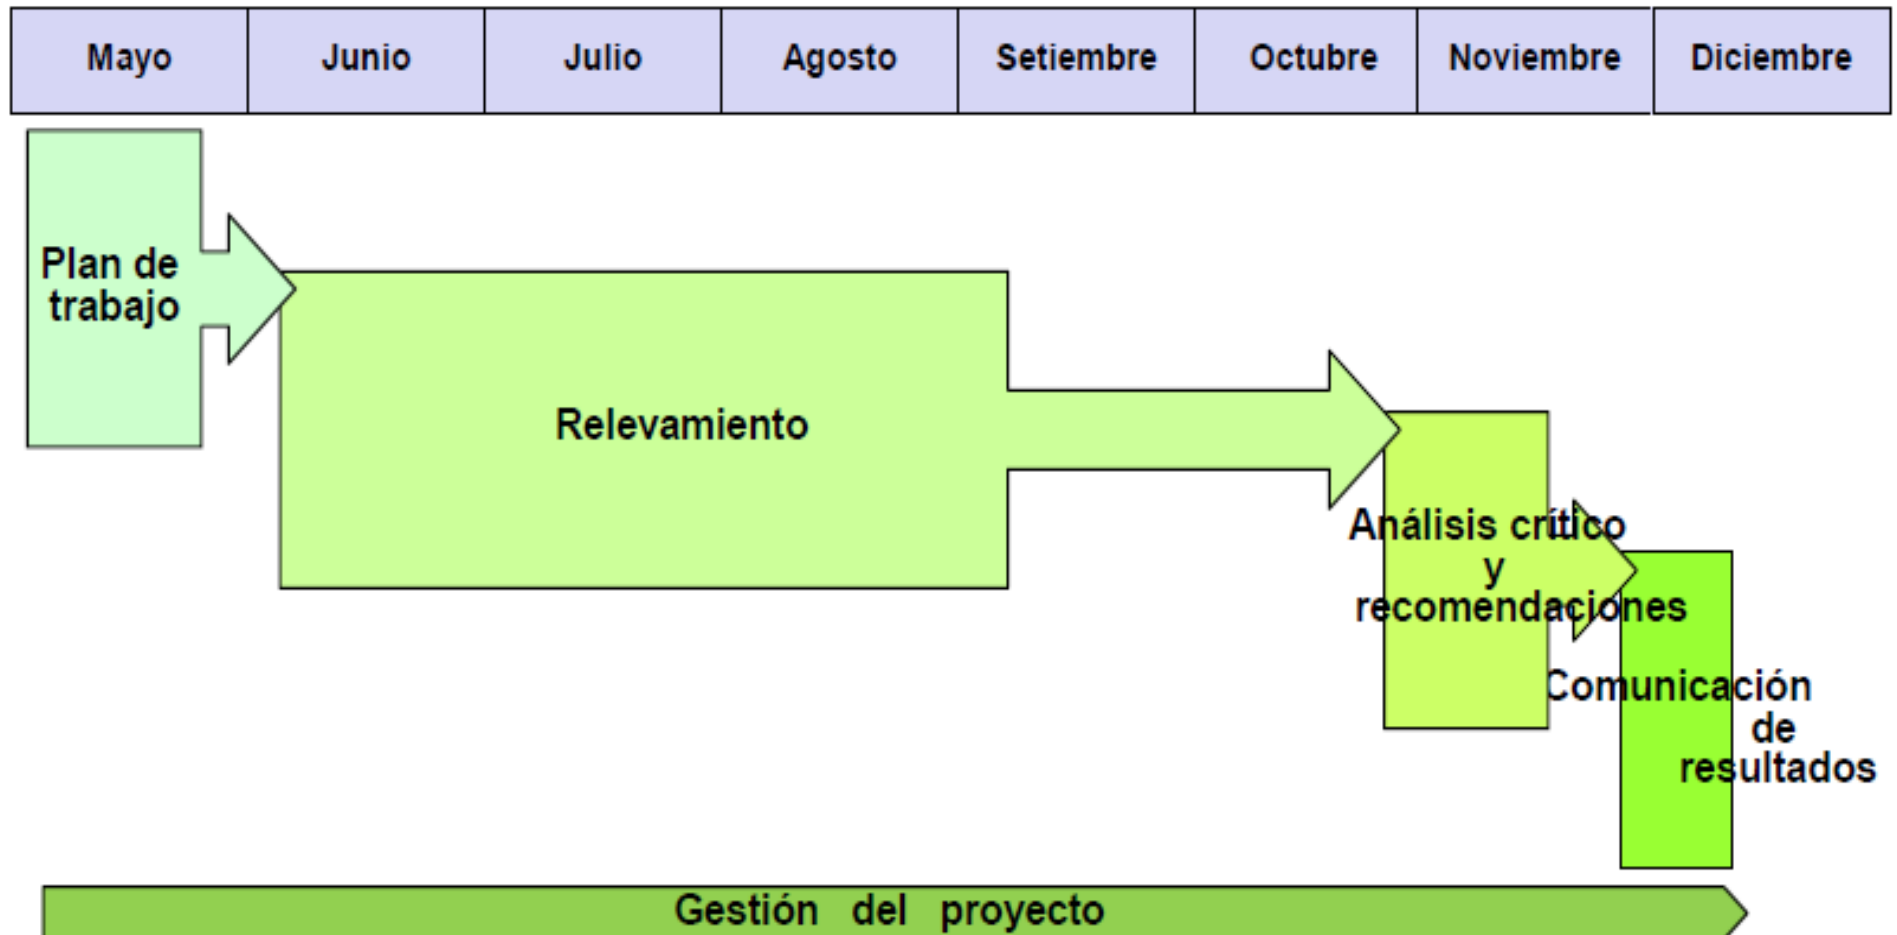 Mayo Junio Julio Agosto Setiembre Octubre Noviembre Diciembre
Plan de
trabajo
Relevamiento
Análisis crítico
y
recomendaciones
Comunicación
de
resultados
Gestión del proyecto